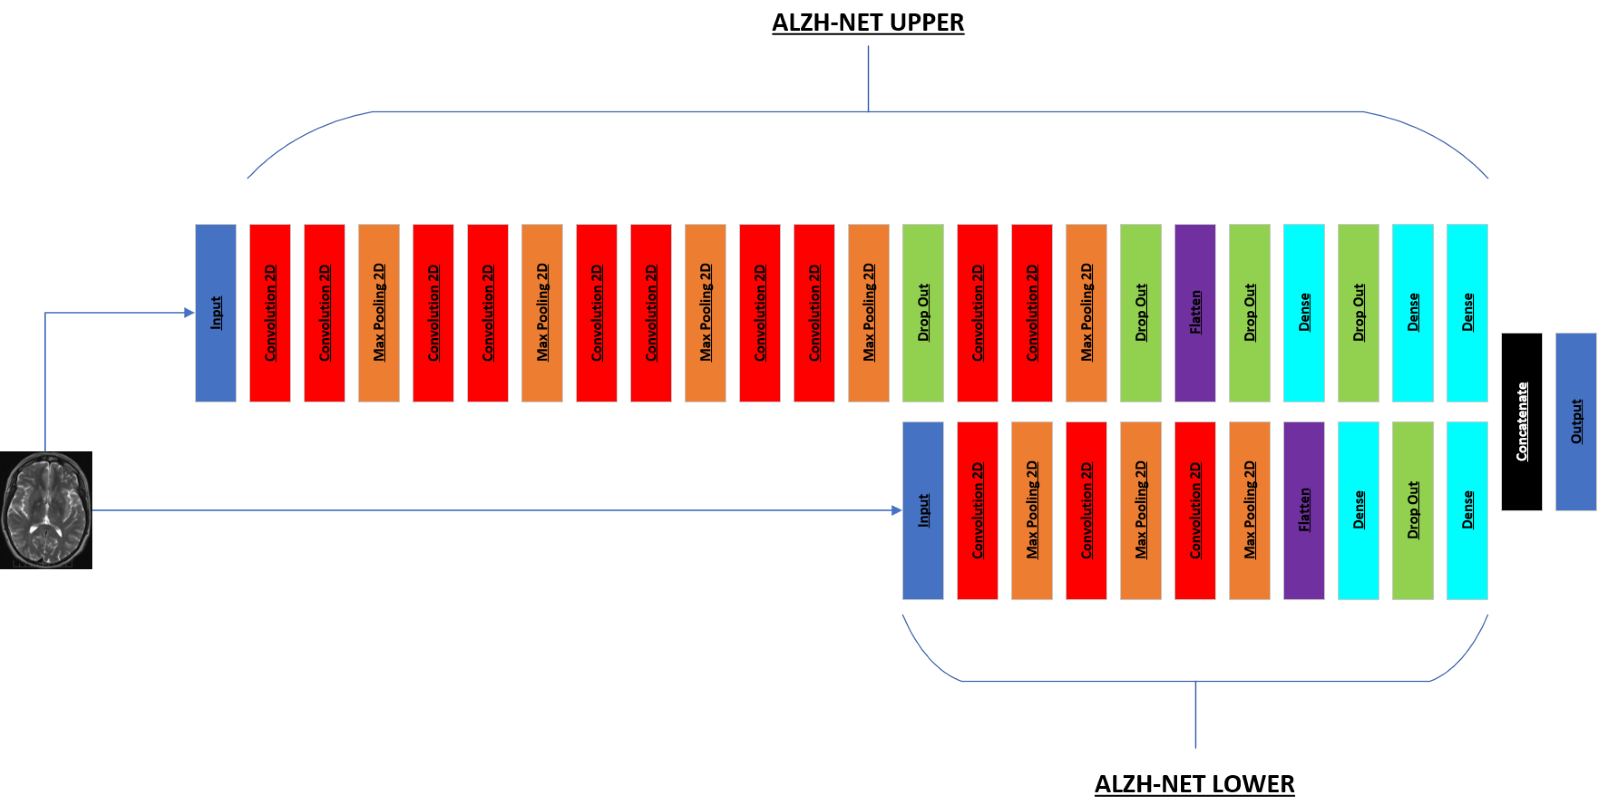 ALZH-NET UPPER
Input
Convolution 2D
Convolution 2D
Max Pooling 2D
Convolution 2D
Convolution 2D
Max Pooling 2D
Convolution 2D
Convolution 2D
Max Pooling 2D
Convolution 2D
Convolution 2D
Max Pooling 2D
Drop Out
Convolution 2D
Convolution 2D
Max Pooling 2D
Drop Out
Flatten
Drop Out
Dense
Drop Out
Dense
Dense
Input
Convolution 2D
Max Pooling 2D
Convolution 2D
Max Pooling 2D
Convolution 2D
Max Pooling 2D
Flatten
Dense
Drop Out
Dense
Concatenate
Output
ALZH-NET LOWER